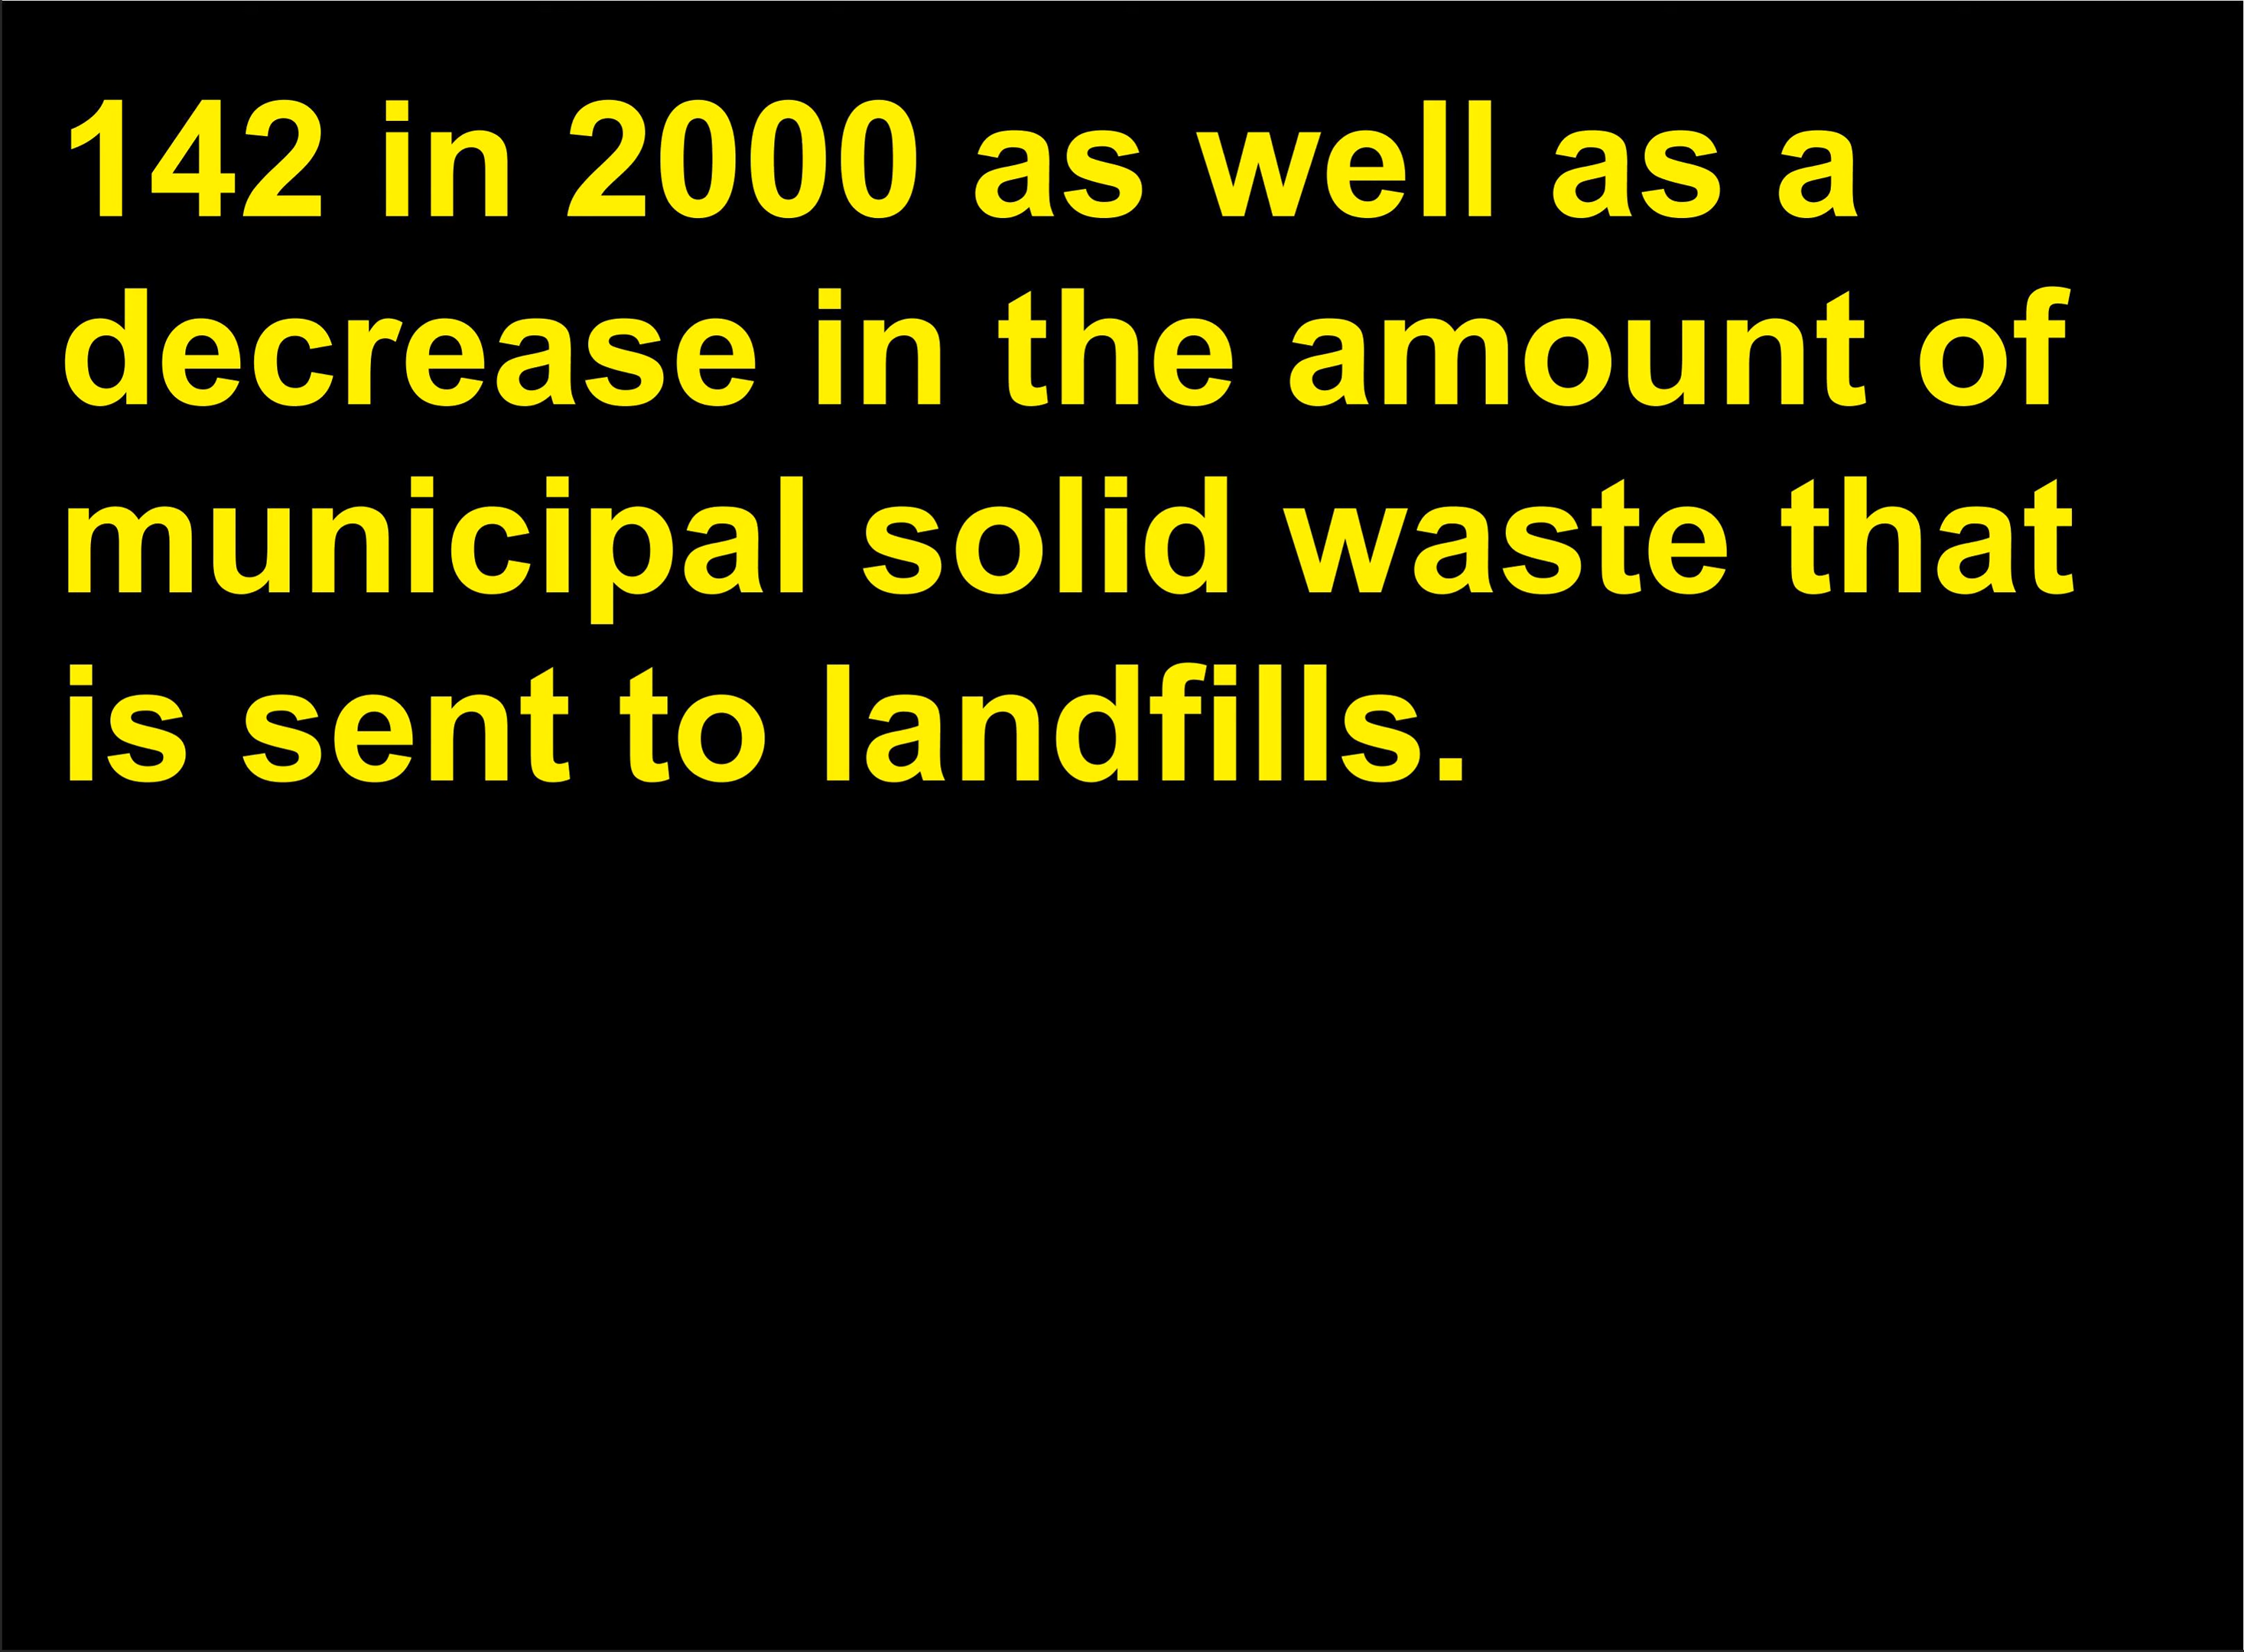 142 in 2000 as well as a
decrease in the amount of
municipal solid waste that
is sent to landfills.